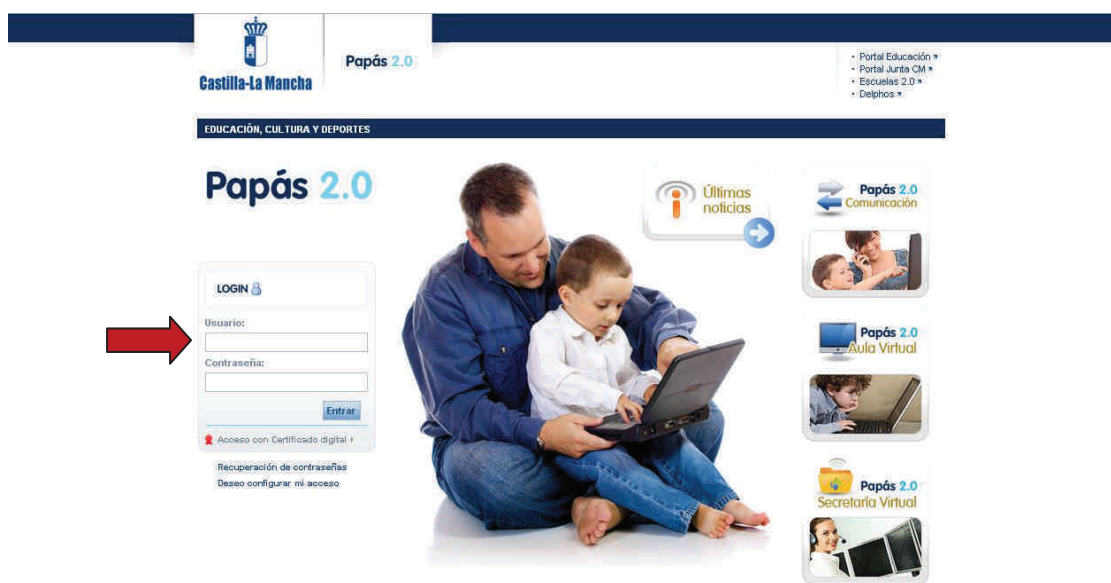 Castilla-La Mancha
Papás 2.0
Portal Educación
Portal Junta CM
Escuelas 2.0
Delphos
EDUCACIÓN, CULTURA Y DEPORTES
Papás 2.0
LOGIN
Usuario:
Contraseña:
Entrar
Acceso con Certificado digital
Recuperación de contraseñas
Deseo configurar mi acceso
Últimas
noticias
Papás 2.0
Comunicación
Papás 2.0
Aula Virtual
Papás 2.0
Secretaría Virtual